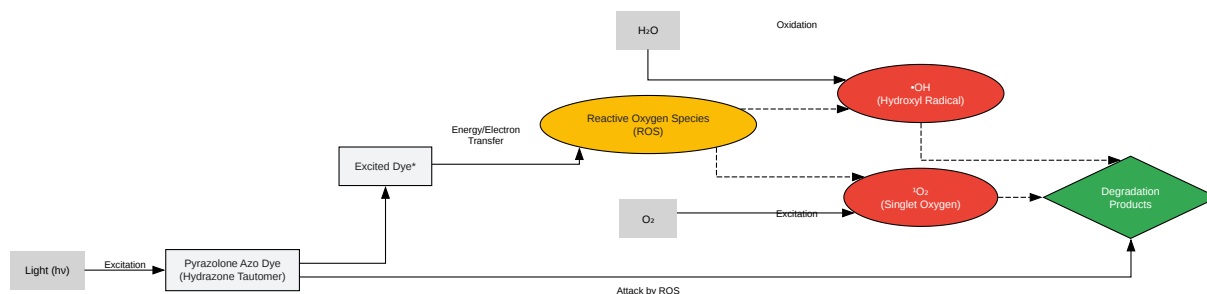 H₂O
Oxidation
•OH
(Hydroxyl Radical)
Reactive Oxygen Species
(ROS)
Energy/Electron
Transfer
Excited Dye*
¹O₂
(Singlet Oxygen)
Degradation
Products
O₂
Excitation
Light (hν)
Excitation
Pyrazolone Azo Dye
(Hydrazone Tautomer)
Attack by ROS